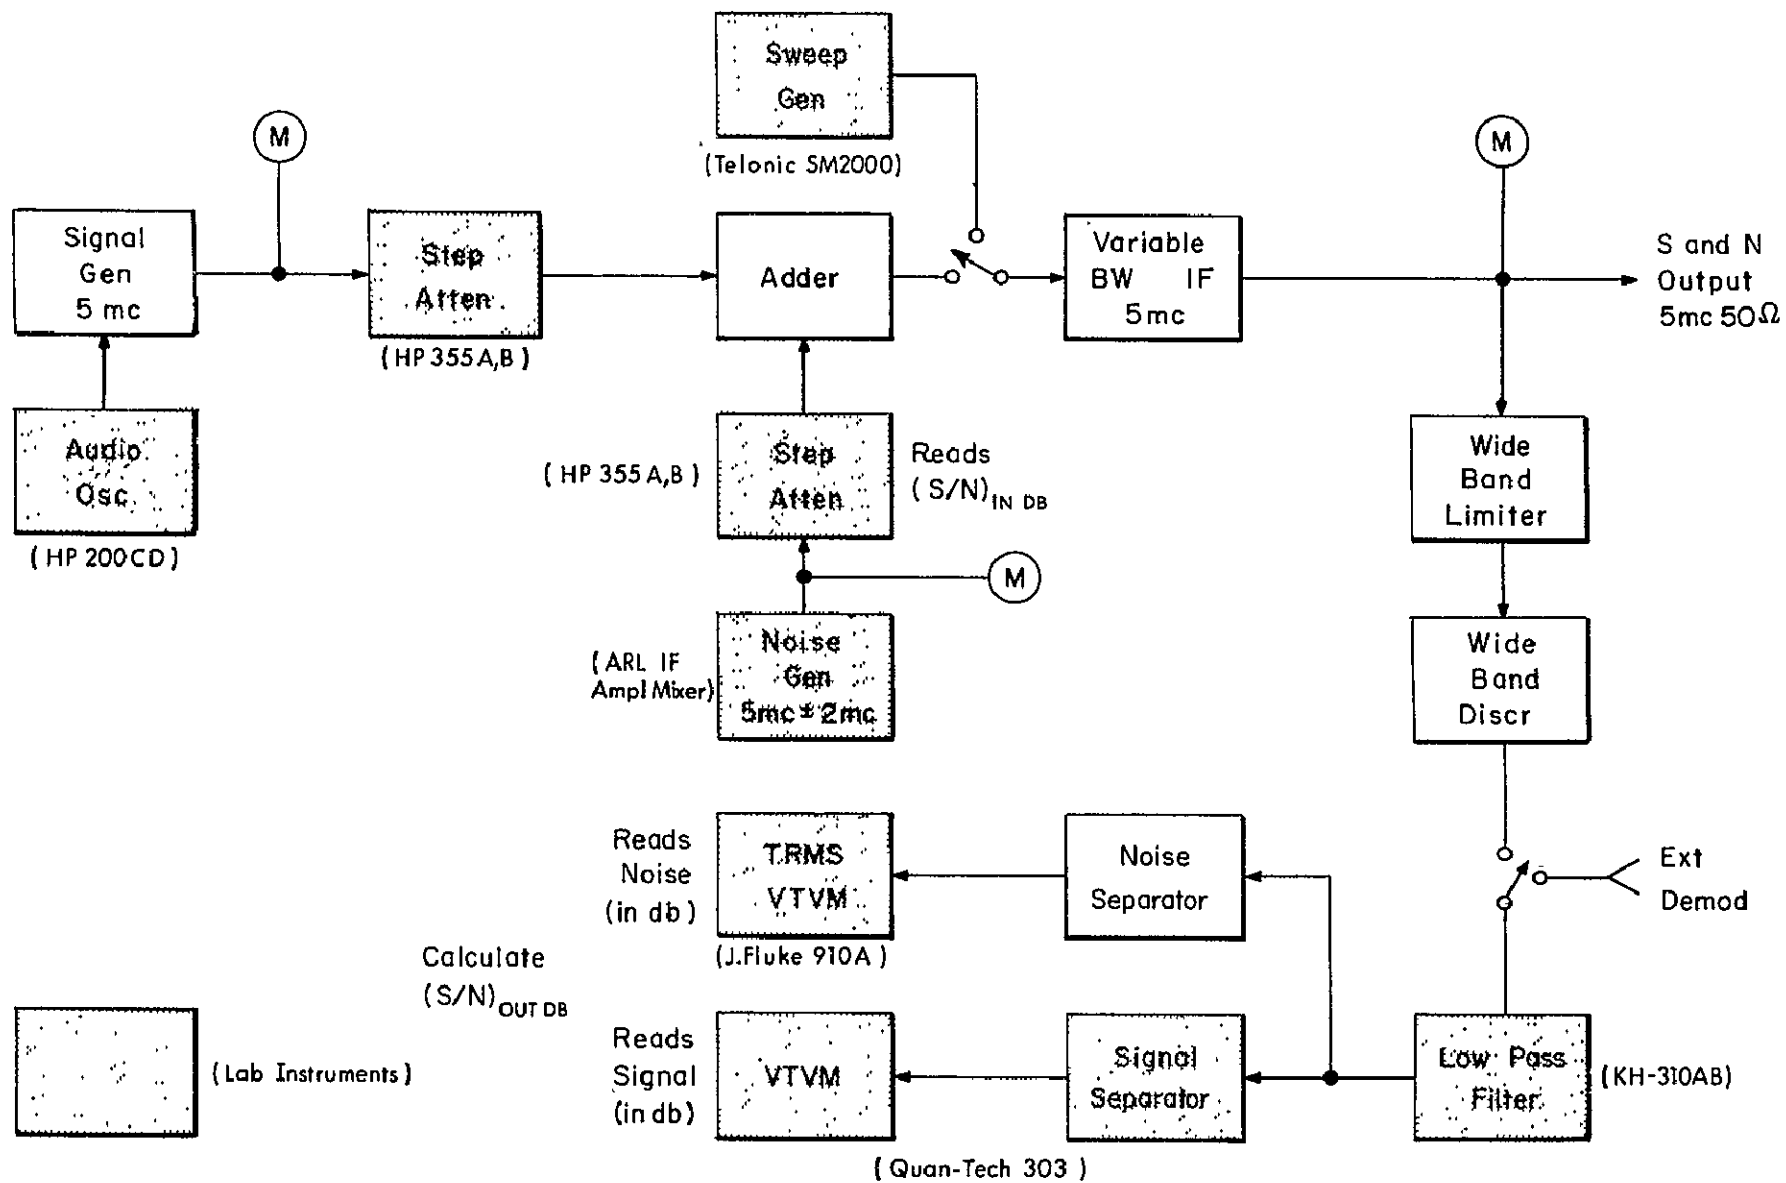 Sweep
Gen
(Telonic SM2000)
M
M
Signal
Gen
5 mc
Step
Atten
(HP 355A,B)
Adder
Variable
BW IF
5mc
S and N
Output
5mc 50Ω
Audio
Osc
(HP 200CD)
(HP 355A,B)
Step
Atten
Reads
(S/N)IN DB
Wide
Band
Limiter
M
(ARL IF
Ampl Mixer)
Noise
Gen
5mc ± 2mc
Wide
Band
Discr
Reads
Noise
(in db)
TRMS
VTVM
(J.Fluke 910A)
Noise
Separator
Ext
Demod
Calculate
(S/N)OUT DB
(Lab Instruments)
Reads
Signal
(in db)
VTVM
Signal
Separator
Low Pass
Filter
(KH-310AB)
(Quan-Tech 303)